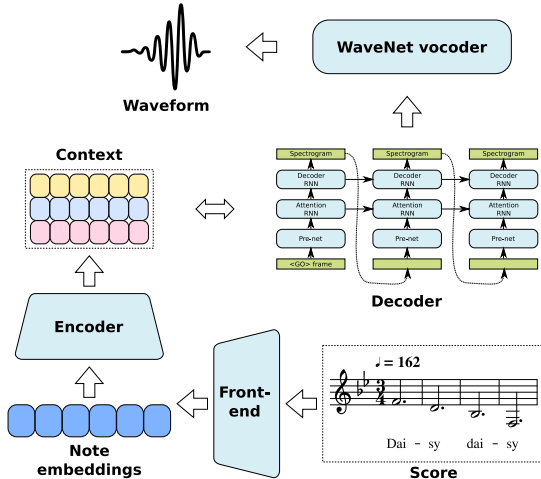 WaveNet vocoder
Waveform
Context
Spectrogram Spectrogram Spectrogram
Decoder RNN Decoder RNN Decoder RNN
Attention RNN Attention RNN Attention RNN
Pre-net Pre-net Pre-net
<GO> frame
Decoder
Encoder
Front-
end
Note
embeddings
♩ = 162
3
4
Dai - sy dai - sy
Score